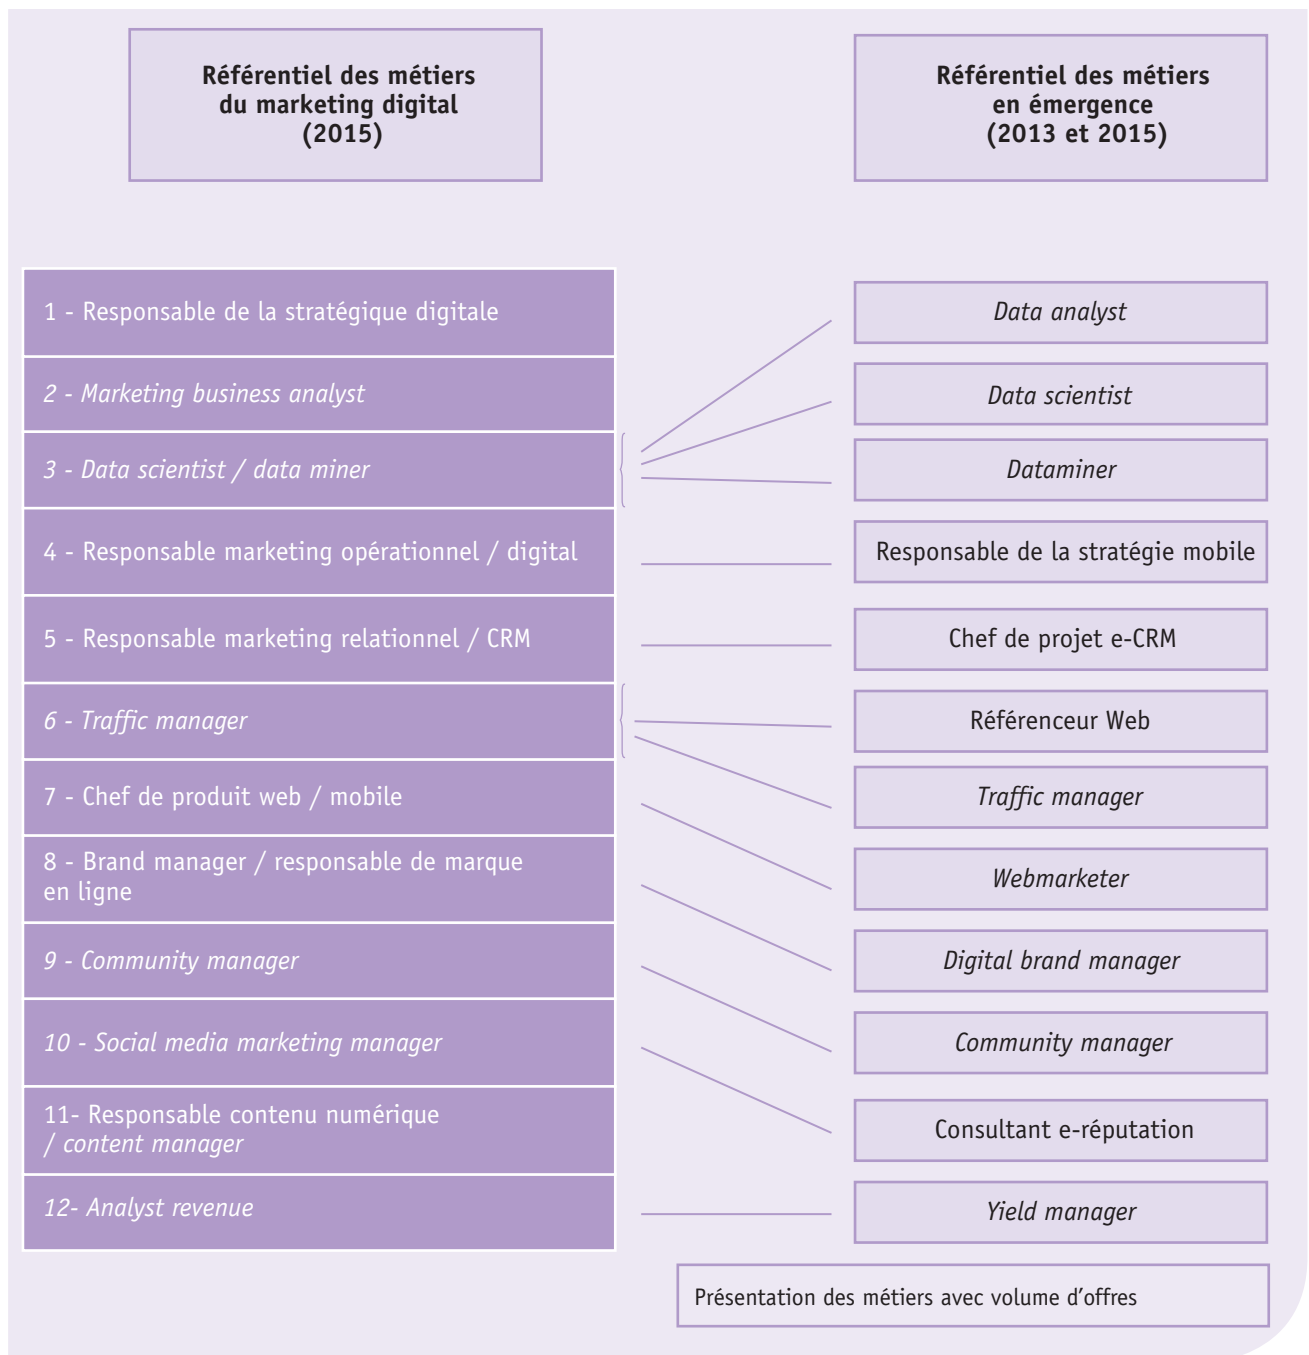 Référentiel des métiers
du marketing digital
(2015)
Référentiel des métiers
en émergence
(2013 et 2015)
1 - Responsable de la stratégique digitale
2 - Marketing business analyst
3 - Data scientist / data miner
4 - Responsable marketing opérationnel / digital
5 - Responsable marketing relationnel / CRM
6 - Traffic manager
7 - Chef de produit web / mobile
8 - Brand manager / responsable de marque
en ligne
9 - Community manager
10 - Social media marketing manager
11- Responsable contenu numérique
/ content manager
12- Analyst revenue
Data analyst
Data scientist
Dataminer
Responsable de la stratégie mobile
Chef de projet e-CRM
Référenceur Web
Traffic manager
Webmarketer
Digital brand manager
Community manager
Consultant e-réputation
Yield manager
Présentation des métiers avec volume d’offres